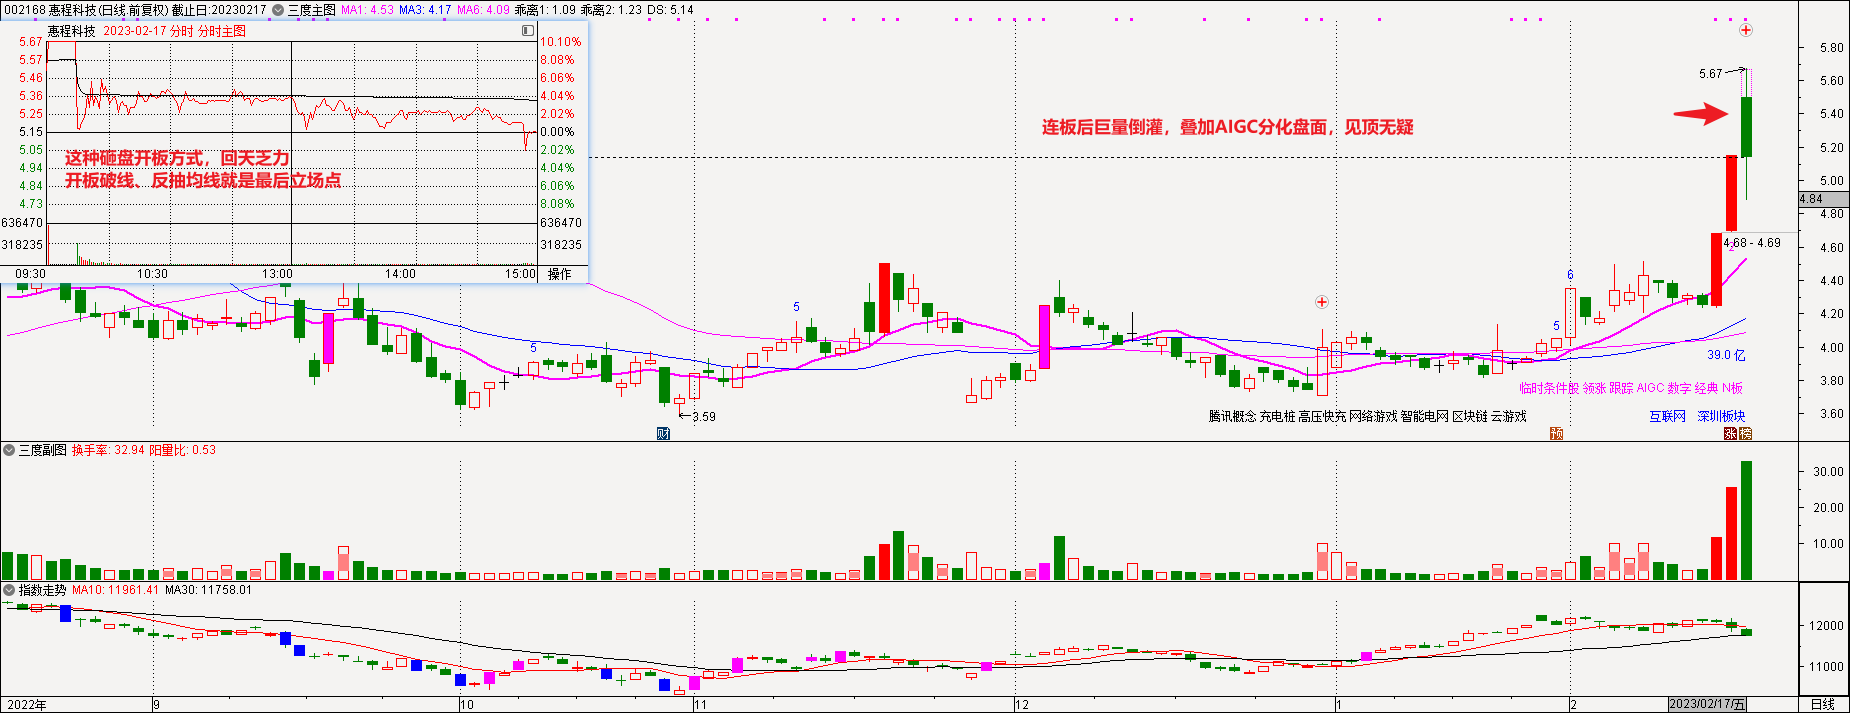 002168 惠程科技(日线.前复权) 截止日:20230217 三度主图 MA1: 4.53 MA3: 4.17 MA6: 4.09 乖离1: 1.09 乖离2: 1.23 DS: 5.14
惠程科技 2023-02-17 分时 分时主图
5.67 10.10%
5.57 8.08%
5.46 6.06%
5.36 4.04%
5.25 2.02%
5.15 0.00%
5.05 2.02%
4.94 4.04%
4.84 6.06%
4.73 8.08%
636470 636470
318235 318235
09:30 10:30 13:00 14:00 15:00 操作
这种砸盘开板方式，回天乏力
开板破线、反抽均线就是最后立场点
连板后巨量倒灌，叠加AIGC分化盘面，见顶无疑
5.67
5.80
5.60
5.40
5.20
5.00
4.84
4.80
4.60
4.40
4.20
4.00
3.80
3.60
2
4.68 - 4.69
5
5
5
6
3.59
39.0 亿
临时条件股 领涨 跟踪 AIGC 数字 经典 N板
腾讯概念 充电桩 高压快充 网络游戏 智能电网 区块链 云游戏
互联网 深圳板块
财 预 涨 榜
三度副图 换手率: 32.94 阳量比: 0.53
30.00
20.00
10.00
指数走势 MA10: 11961.41 MA30: 11758.01
12000
11000
2022年 9 10 11 12 1 2 2023/02/17/五 日线